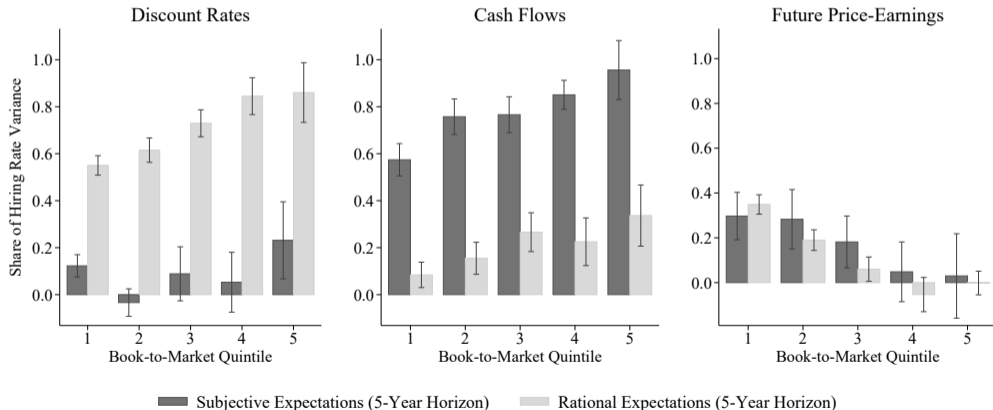 Discount Rates
Cash Flows
Future Price-Earnings
Share of Hiring Rate Variance
1.0
0.8
0.6
0.4
0.2
0.0
1 2 3 4 5
Book-to-Market Quintile
1.0
0.8
0.6
0.4
0.2
0.0
1 2 3 4 5
Book-to-Market Quintile
1.0
0.8
0.6
0.4
0.2
0.0
1 2 3 4 5
Book-to-Market Quintile
Subjective Expectations (5-Year Horizon)
Rational Expectations (5-Year Horizon)